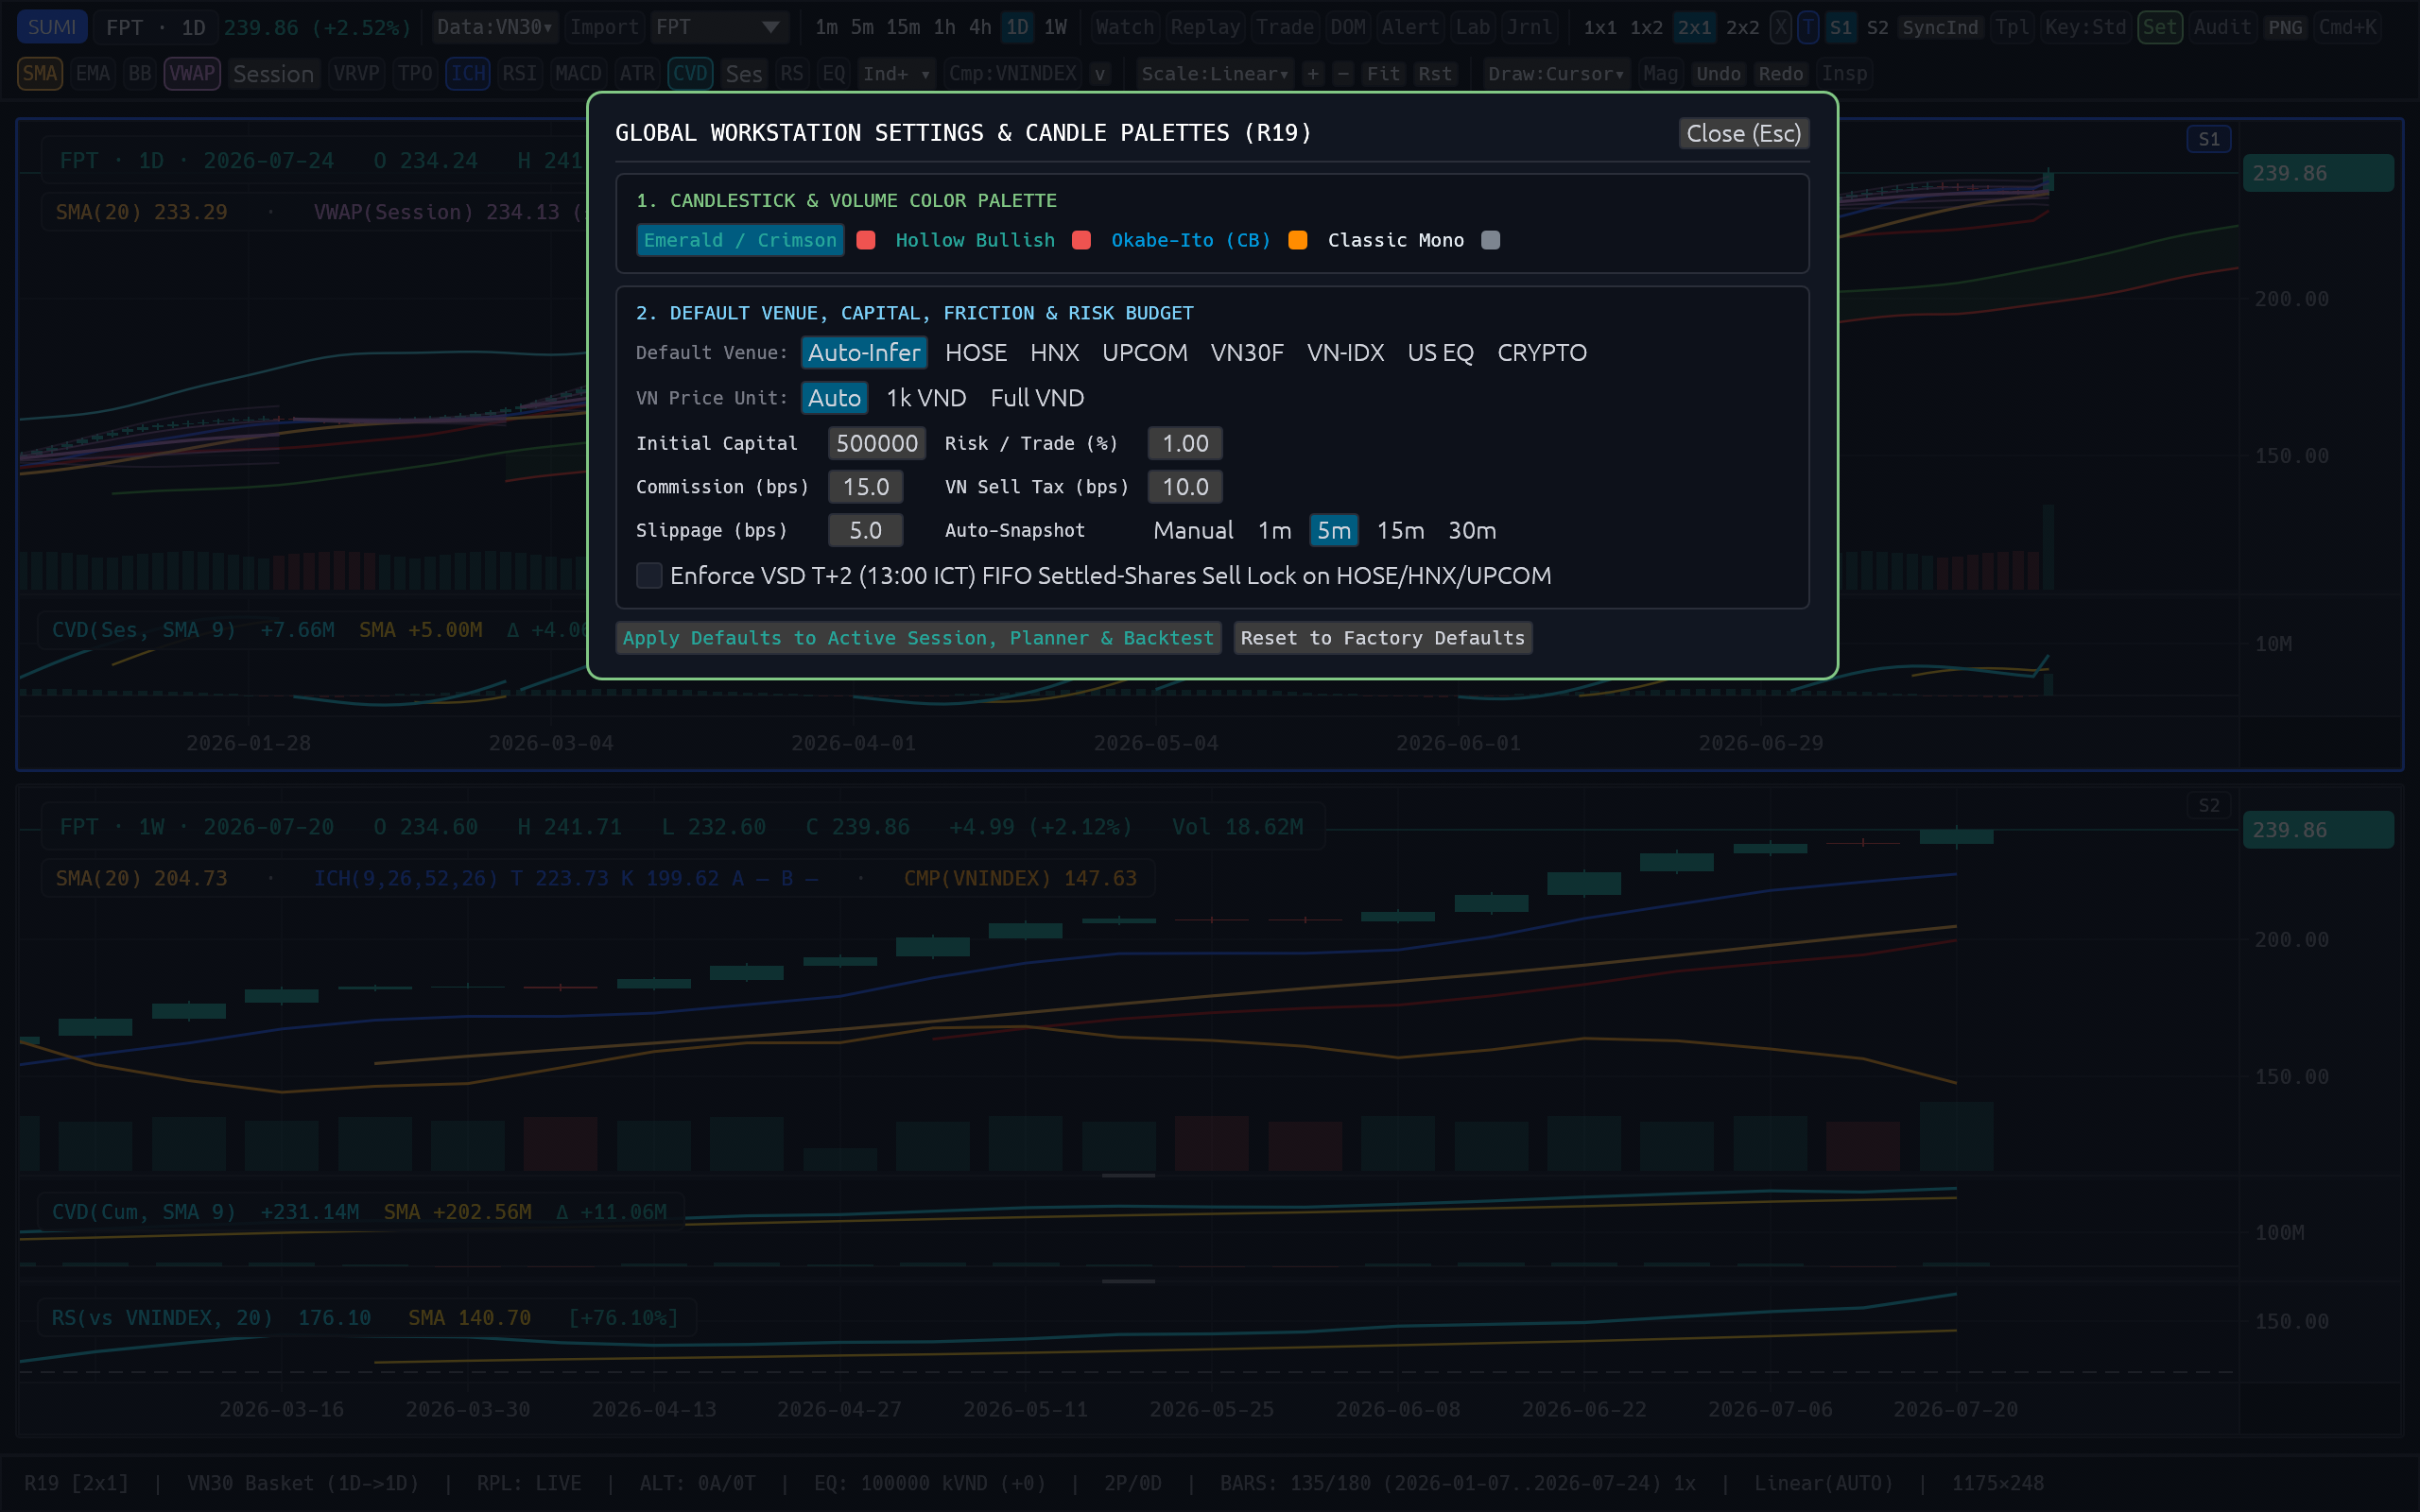 SUMI FPT · 1D 239.86 (+2.52%) Data:VN30▾ Import FPT 1m 5m 15m 1h 4h 1D 1W Watch Replay Trade DOM Alert Lab Jrnl 1x1 1x2 2x1 2x2 X T S1 S2 SyncInd Tpl Key:Std Set Audit PNG Cmd+K
SMA EMA BB VWAP Session VRVP TPO ICH RSI MACD ATR CVD Ses RS EQ Ind+ ▾ Cmp:VNINDEX v Scale:Linear▾ + − Fit Rst Draw:Cursor▾ Mag Undo Redo Insp
GLOBAL WORKSTATION SETTINGS & CANDLE PALETTES (R19) Close (Esc)
1. CANDLESTICK & VOLUME COLOR PALETTE
Emerald / Crimson Hollow Bullish Okabe-Ito (CB) Classic Mono
2. DEFAULT VENUE, CAPITAL, FRICTION & RISK BUDGET
Default Venue: Auto-Infer HOSE HNX UPCOM VN30F VN-IDX US EQ CRYPTO
VN Price Unit: Auto 1k VND Full VND
Initial Capital 500000 Risk / Trade (%) 1.00
Commission (bps) 15.0 VN Sell Tax (bps) 10.0
Slippage (bps) 5.0 Auto-Snapshot Manual 1m 5m 15m 30m
Enforce VSD T+2 (13:00 ICT) FIFO Settled-Shares Sell Lock on HOSE/HNX/UPCOM
Apply Defaults to Active Session, Planner & Backtest Reset to Factory Defaults
FPT · 1D · 2026-07-24 O 234.24 H 241
S1
239.86
SMA(20) 233.29 · VWAP(Session) 234.13
200.00
150.00
CVD(Ses, SMA 9) +7.66M SMA +5.00M Δ +4.06
10M
2026-01-28 2026-03-04 2026-04-01 2026-05-04 2026-06-01 2026-06-29
S2
FPT · 1W · 2026-07-20 O 234.60 H 241.71 L 232.60 C 239.86 +4.99 (+2.12%) Vol 18.62M
239.86
SMA(20) 204.73 · ICH(9,26,52,26) T 223.73 K 199.62 A — B — · CMP(VNINDEX) 147.63
200.00
150.00
CVD(Cum, SMA 9) +231.14M SMA +202.56M Δ +11.06M
100M
RS(vs VNINDEX, 20) 176.10 SMA 140.70 [+76.10%]
150.00
2026-03-16 2026-03-30 2026-04-13 2026-04-27 2026-05-11 2026-05-25 2026-06-08 2026-06-22 2026-07-06 2026-07-20
R19 [2x1] | VN30 Basket (1D->1D) | RPL: LIVE | ALT: 0A/0T | EQ: 100000 kVND (+0) | 2P/0D | BARS: 135/180 (2026-01-07..2026-07-24) 1x | Linear(AUTO) | 1175×248